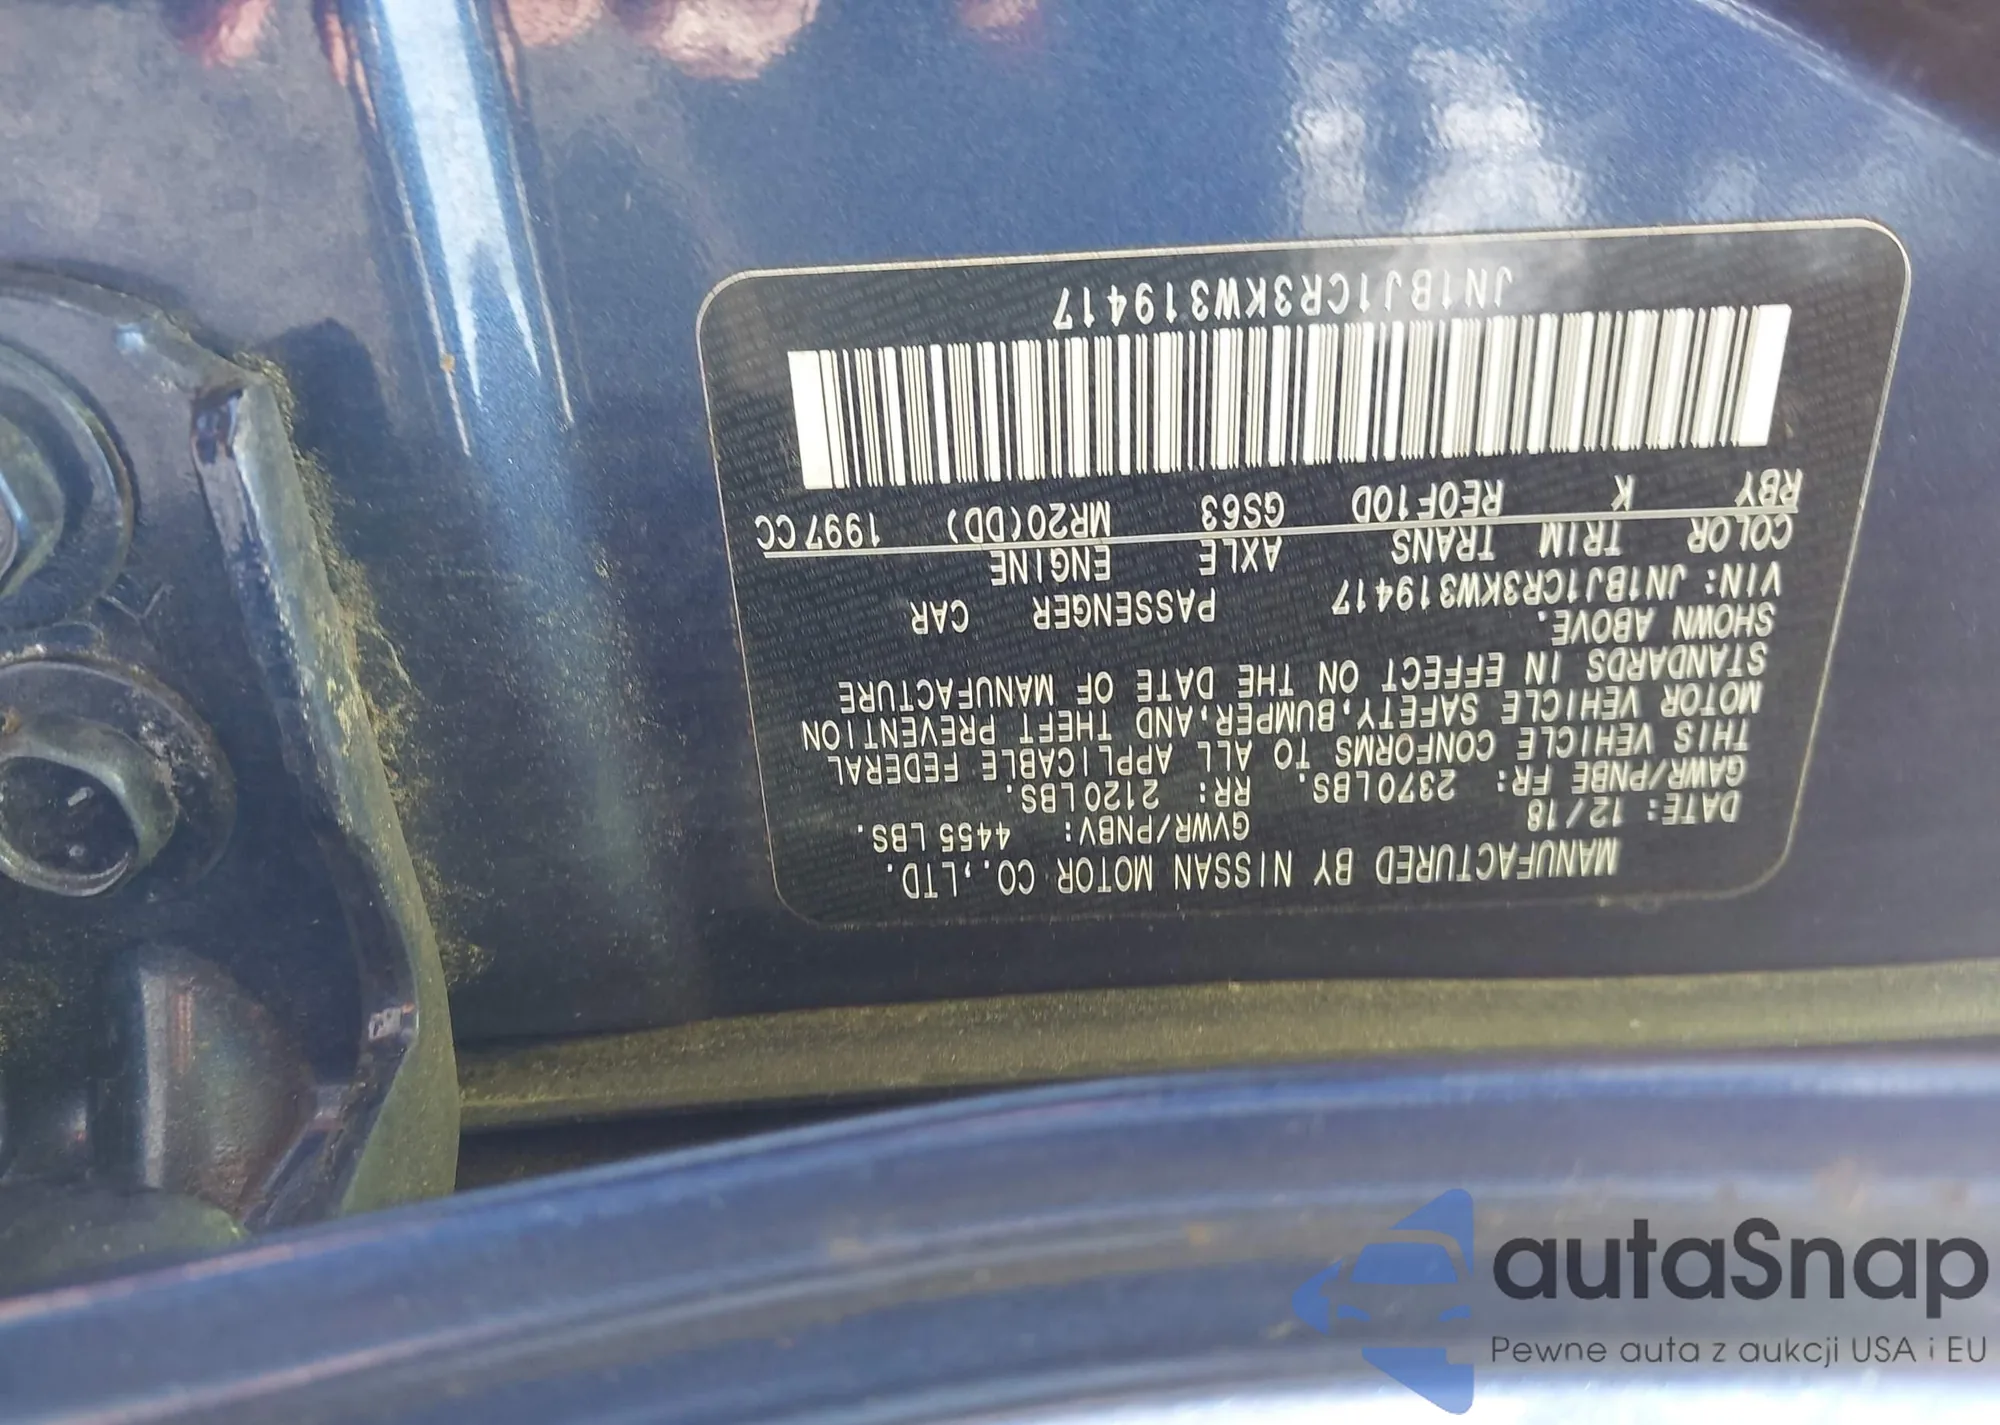 MANUFACTURED BY NISSAN MOTOR CO.,LTD.
DATE: 12/18 GVWR/PNBV: 4455 LBS.
GAWR/PNBE FR: 2370LBS. RR: 2120LBS.
THIS VEHICLE CONFORMS TO ALL APPLICABLE FEDERAL
MOTOR VEHICLE SAFETY,BUMPER,AND,THEFT PREVENTION
STANDARDS IN EFFECT ON THE DATE OF MANUFACTURE
SHOWN ABOVE.
VIN: JN1BJ1CR3KW319417 PASSENGER CAR
COLOR TRIM TRANS AXLE ENGINE
RBY K RE0F10D GS63 MR20(DD) 1997CC
JN1BJ1CR3KW319417
autaSnap
Pewne auta z aukcji USA i EU